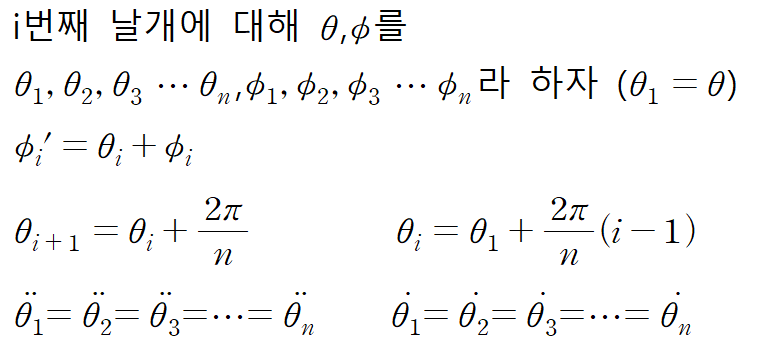 i번째 날개에 대해 θ,ϕ를
θ₁, θ₂, θ₃ ⋯ θₙ,ϕ₁, ϕ₂, ϕ₃ ⋯ ϕₙ라 하자 (θ₁ = θ)
ϕᵢ′ = θᵢ + ϕᵢ
θᵢ₊₁ = θᵢ + 2π/n θᵢ = θ₁ + 2π/n (i − 1)
θ̈₁= θ̈₂= θ̈₃=⋯= θ̈ₙ θ̇₁= θ̇₂= θ̇₃=⋯= θ̇ₙ